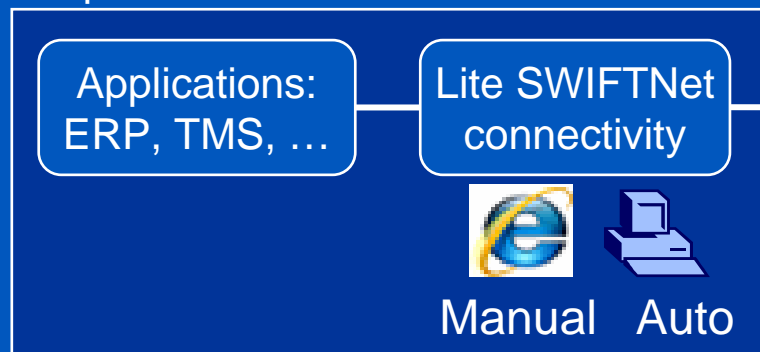 Applications:
ERP, TMS, …
Lite SWIFTNet
connectivity
Manual Auto